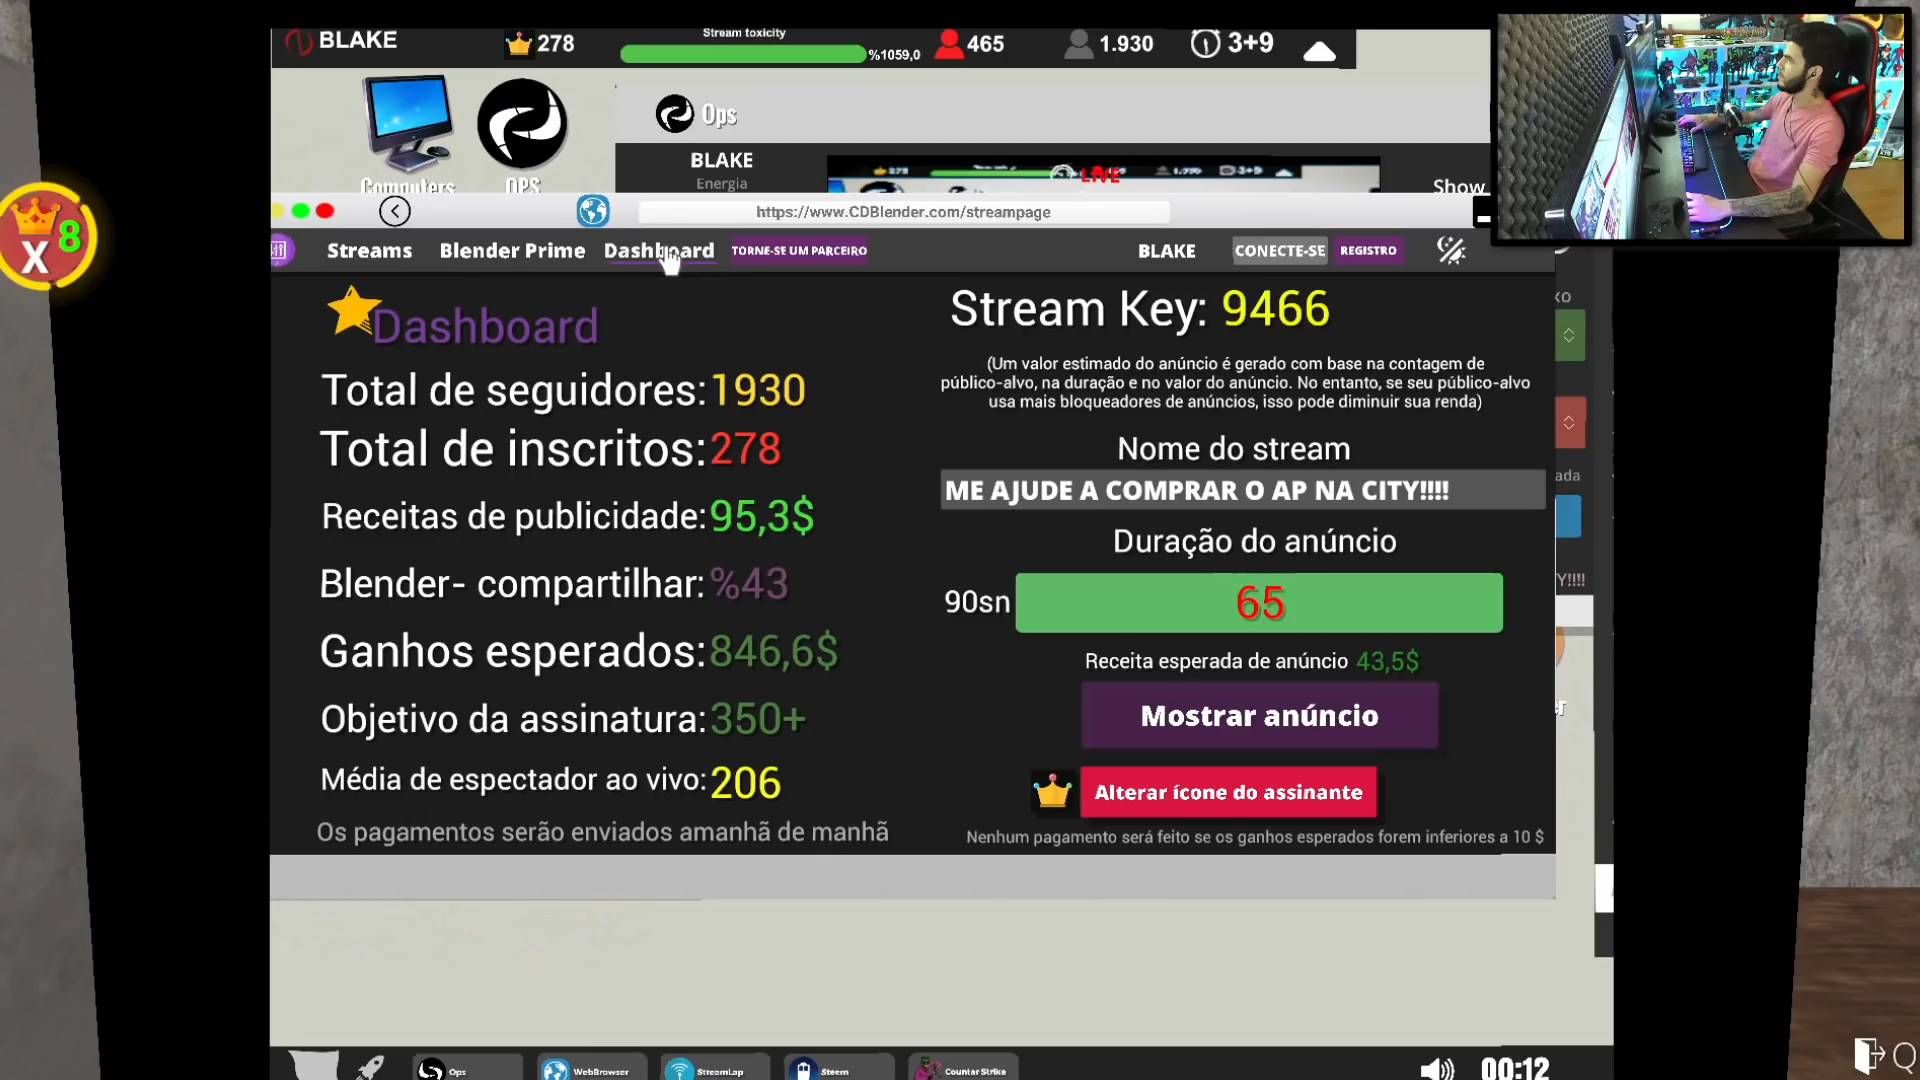 BLAKE
278
Stream toxicity
%1059,0
465
1.930
3+9
Computers
OPS
Ops
BLAKE
Energia
LIVE
Show
X 8
https://www.CDBlender.com/streampage
Streams
Blender Prime
Dashboard
TORNE-SE UM PARCEIRO
BLAKE
CONECTE-SE
REGISTRO
Dashboard
Total de seguidores:1930
Total de inscritos:278
Receitas de publicidade:95,3$
Blender- compartilhar:%43
Ganhos esperados:846,6$
Objetivo da assinatura:350+
Média de espectador ao vivo:206
Os pagamentos serão enviados amanhã de manhã
Stream Key: 9466
(Um valor estimado do anúncio é gerado com base na contagem de
público-alvo, na duração e no valor do anúncio. No entanto, se seu público-alvo
usa mais bloqueadores de anúncios, isso pode diminuir sua renda)
Nome do stream
ME AJUDE A COMPRAR O AP NA CITY!!!!
Duração do anúncio
90sn
65
Receita esperada de anúncio 43,5$
Mostrar anúncio
Alterar ícone do assinante
Nenhum pagamento será feito se os ganhos esperados forem inferiores a 10 $
xo
ada
Y!!!!
Ops
WebBrowser
StreamLap
Steem
Countar Strika
00:12
Q